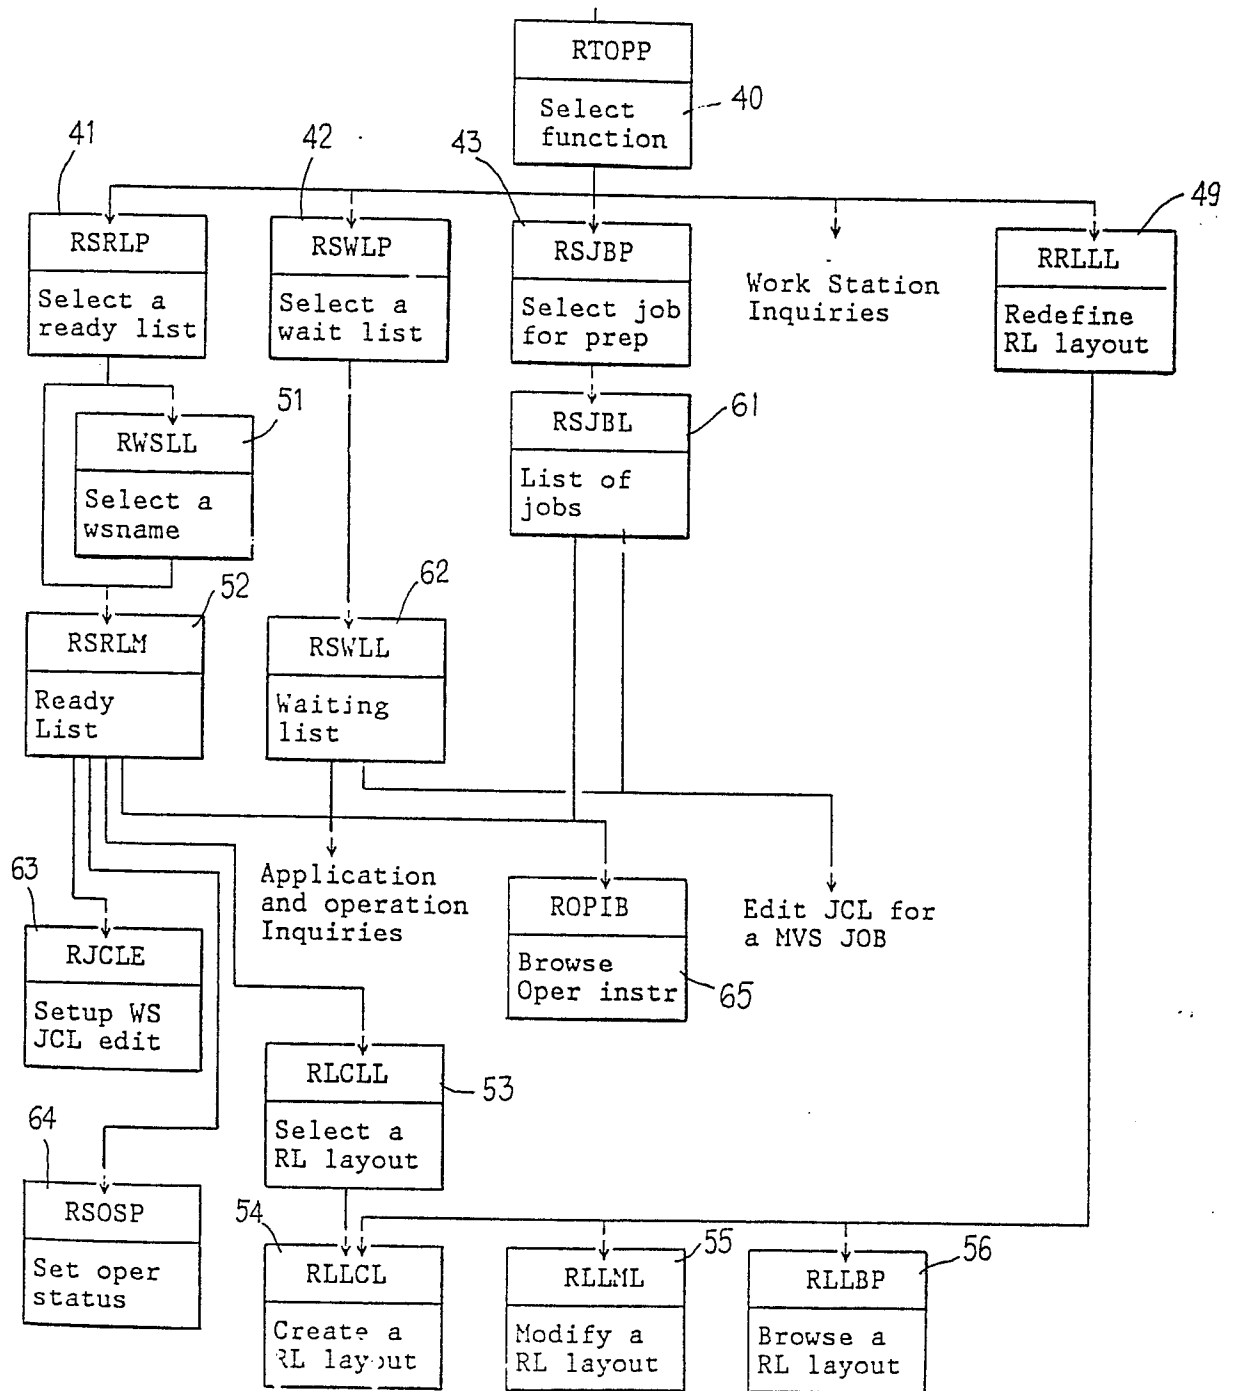 RTOPP
Select
function
40
41
42
43
49
RSRLP
Select a
ready list
RSWLP
Select a
wait list
RSJBP
Select job
for prep
Work Station
Inquiries
RRLLL
Redefine
RL layout
51
RWSLL
Select a
wsname
61
RSJBL
List of
jobs
52
RSRLM
Ready
List
62
RSWLL
Waiting
list
Application
and operation
Inquiries
63
RJCLE
Setup WS
JCL edit
ROPIB
Browse
Oper instr
65
Edit JCL for
a MVS JOB
RLCLL
Select a
RL layout
53
64
RSOSP
Set oper
status
54
RLLCL
Create a
RL layout
55
RLLML
Modify a
RL layout
56
RLLBP
Browse a
RL layout